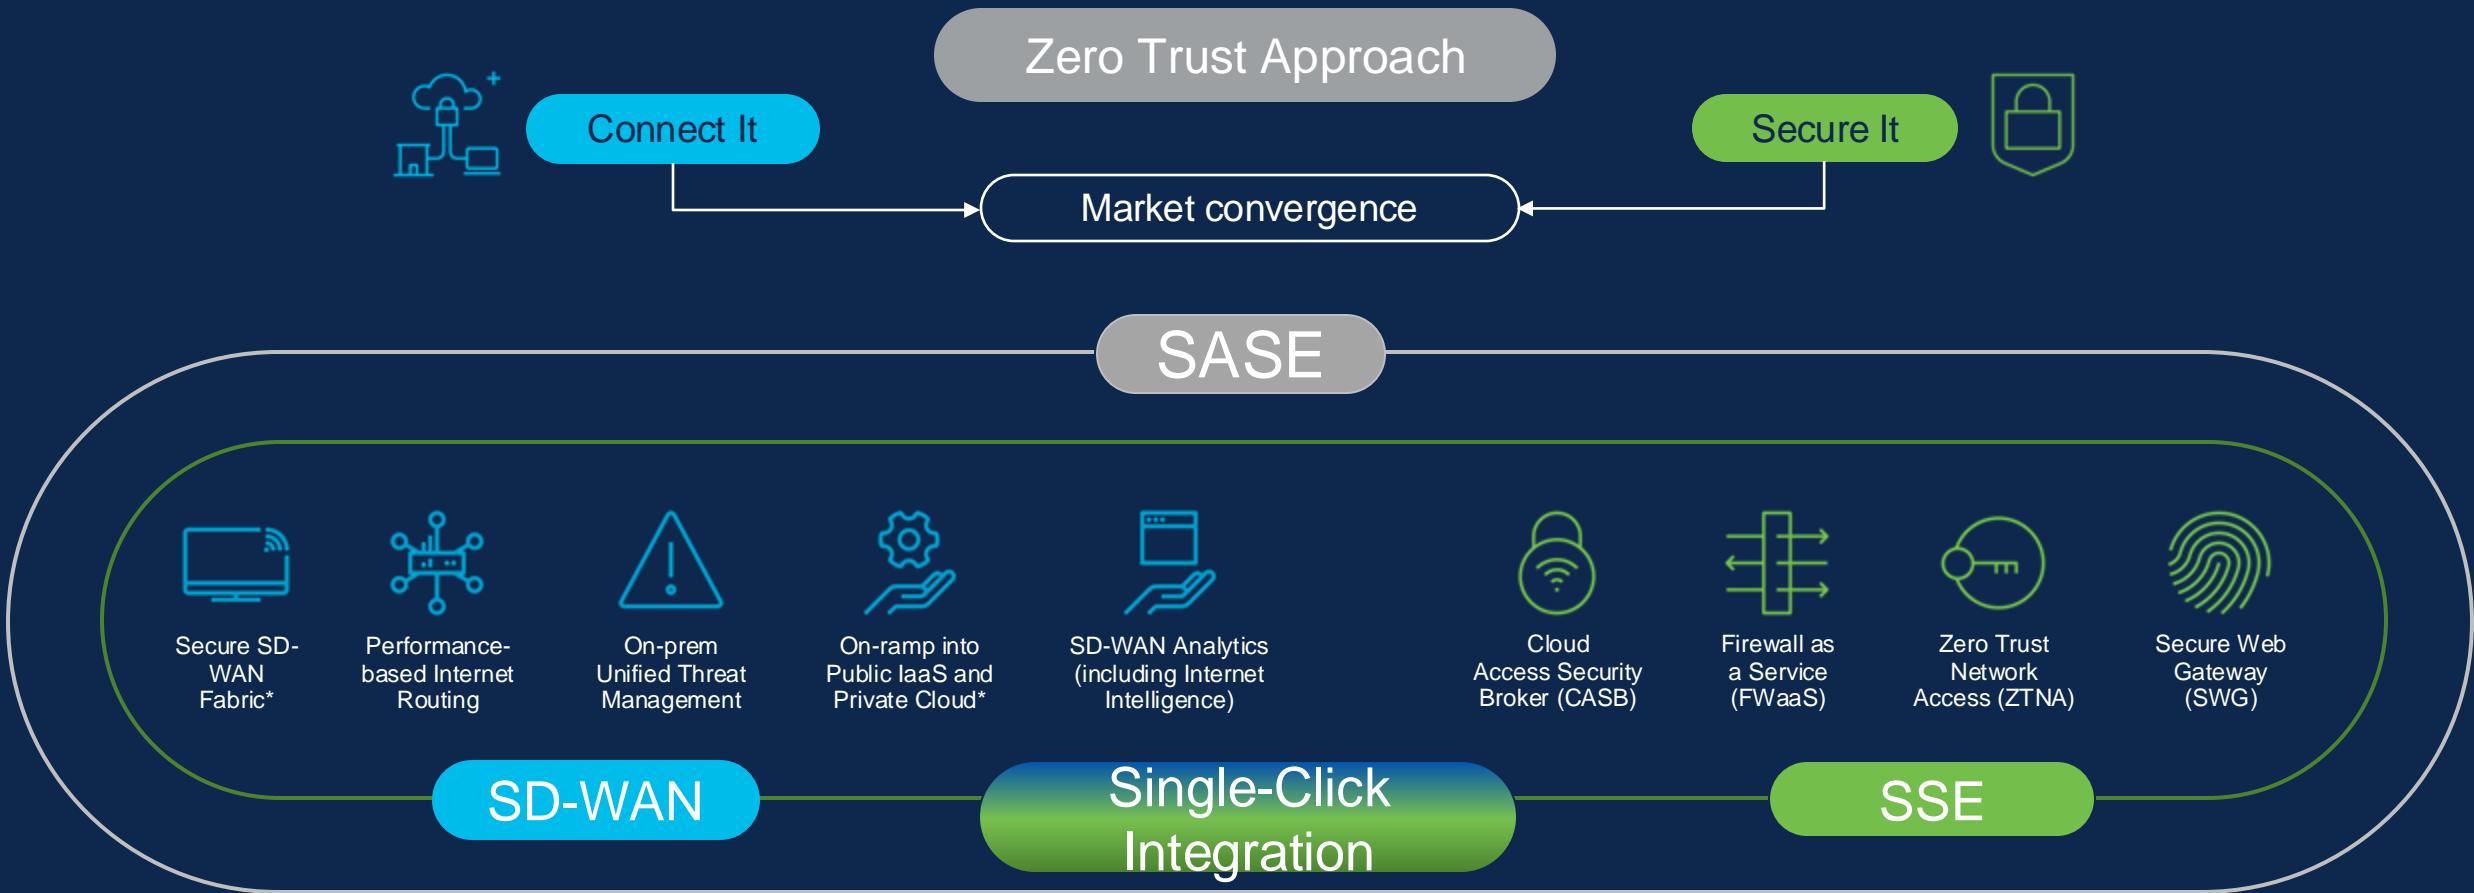 Zero Trust Approach
Connect It
Secure It
Market convergence
SASE
Secure SD-
WAN
Fabric*
Performance-
based Internet
Routing
On-prem
Unified Threat
Management
On-ramp into
Public IaaS and
Private Cloud*
SD-WAN Analytics
(including Internet
Intelligence)
Cloud
Access Security
Broker (CASB)
Firewall as
a Service
(FWaaS)
Zero Trust
Network
Access (ZTNA)
Secure Web
Gateway
(SWG)
SD-WAN
Single-Click
Integration
SSE